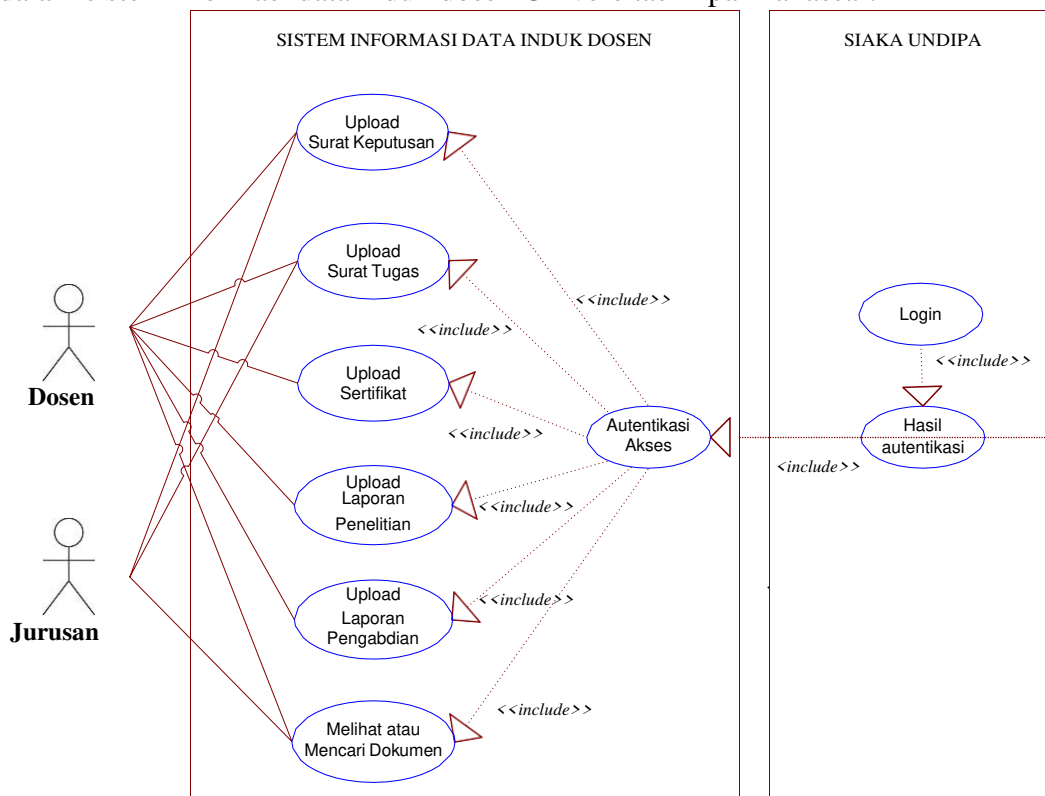 SISTEM INFORMASI DATA INDUK DOSEN
SIAKA UNDIPA
Upload
Surat Keputusan
Upload
Surat Tugas
<<include>>
<<include>>
Login
<<include>>
Dosen
Upload
Sertifikat
<<include>>
Autentikasi
Akses
Hasil
autentikasi
<include>>
Upload
Laporan
Penelitian
<<include>>
Jurusan
Upload
Laporan
Pengabdian
<<include>>
Melihat atau
Mencari Dokumen
<<include>>